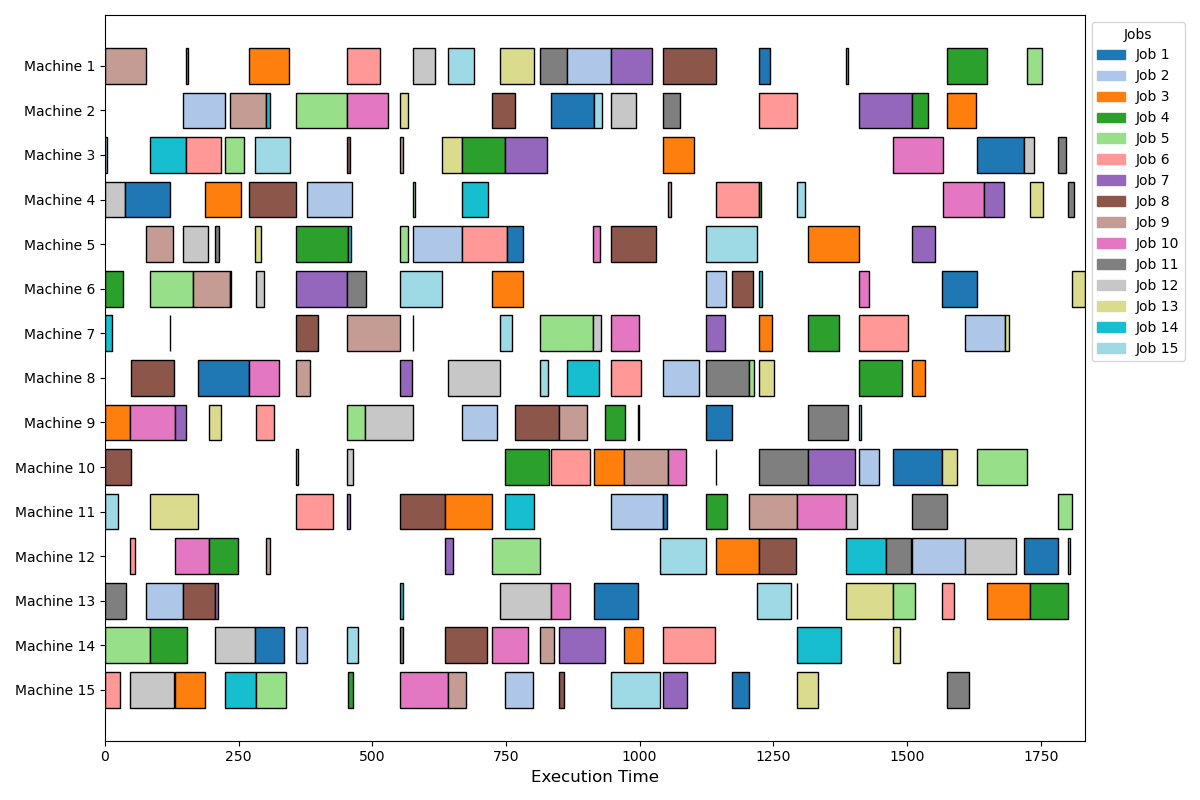 Machine 1
Machine 2
Machine 3
Machine 4
Machine 5
Machine 6
Machine 7
Machine 8
Machine 9
Machine 10
Machine 11
Machine 12
Machine 13
Machine 14
Machine 15
0 250 500 750 1000 1250 1500 1750
Execution Time
Jobs
Job 1
Job 2
Job 3
Job 4
Job 5
Job 6
Job 7
Job 8
Job 9
Job 10
Job 11
Job 12
Job 13
Job 14
Job 15